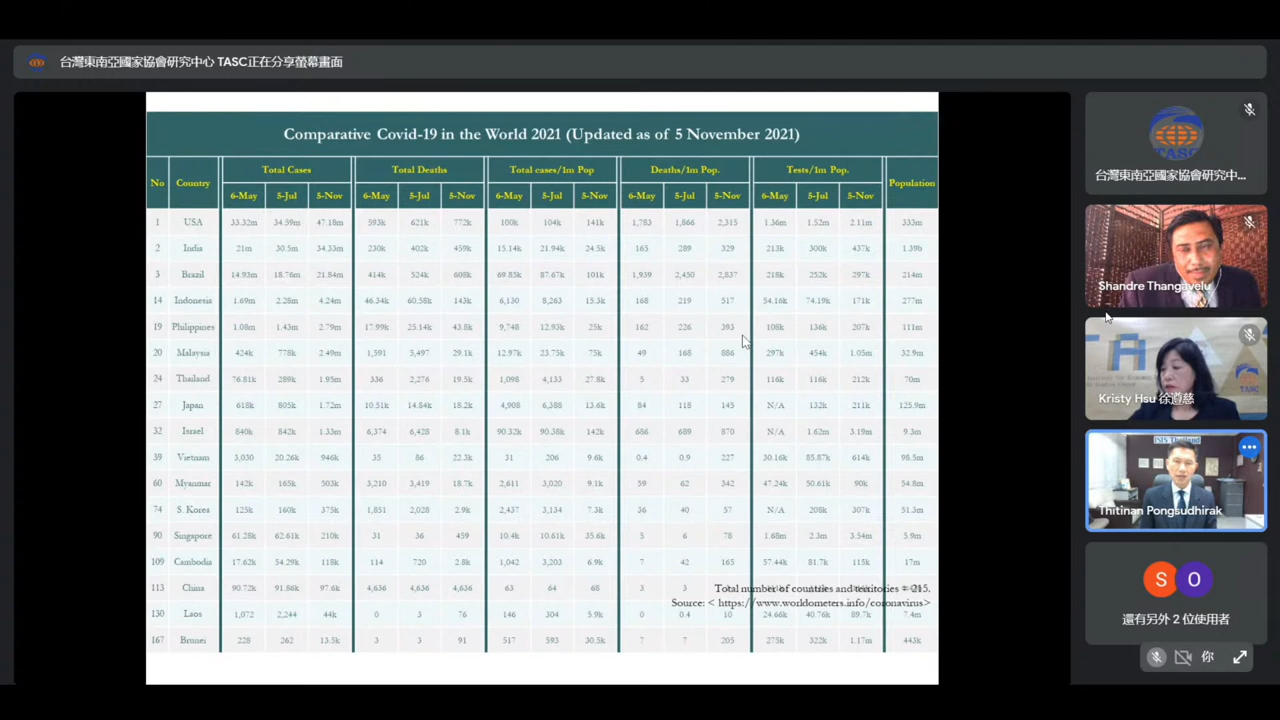 台灣東南亞國家協會研究中心 TASC正在分享螢幕畫面
Comparative Covid-19 in the World 2021 (Updated as of 5 November 2021)
No Country Total Cases Total Deaths Total cases/1m Pop Deaths/1m Pop. Tests/1m Pop. Population
6-May 5-Jul 5-Nov 6-May 5-Jul 5-Nov 6-May 5-Jul 5-Nov 6-May 5-Jul 5-Nov 6-May 5-Jul 5-Nov
1 USA 33.32m 34.59m 47.18m 593k 621k 772k 100k 104k 141k 1,783 1,866 2,315 1.36m 1.52m 2.11m 333m
2 India 21m 30.5m 34.33m 230k 402k 459k 15.14k 21.94k 24.5k 165 289 329 213k 300k 437k 1.39b
3 Brazil 14.93m 18.76m 21.84m 414k 524k 608k 69.85k 87.67k 101k 1,939 2,450 2,837 218k 252k 297k 214m
14 Indonesia 1.69m 2.28m 4.24m 46.34k 60.58k 143k 6,130 8,263 15.3k 168 219 517 54.16k 74.19k 171k 277m
19 Philippines 1.08m 1.43m 2.79m 17.99k 25.14k 43.8k 9,748 12.93k 25k 162 226 393 108k 136k 207k 111m
20 Malaysia 424k 778k 2.49m 1,591 5,497 29.1k 12.97k 23.75k 75k 49 168 886 297k 454k 1.05m 32.9m
24 Thailand 76.81k 289k 1.95m 336 2,276 19.5k 1,098 4,133 27.8k 5 33 279 116k 116k 212k 70m
27 Japan 618k 805k 1.72m 10.51k 14.84k 18.2k 4,908 6,388 13.6k 84 118 145 N/A 132k 211k 125.9m
32 Israel 840k 842k 1.33m 6,374 6,428 8.1k 90.32k 90.38k 142k 686 689 870 N/A 1.62m 3.19m 9.3m
39 Vietnam 3,030 20.26k 946k 35 86 22.3k 31 206 9.6k 0.4 0.9 227 30.16k 85.87k 614k 98.5m
60 Myanmar 142k 165k 503k 3,210 3,419 18.7k 2,611 3,020 9.1k 59 62 342 47.24k 50.61k 90k 54.8m
74 S. Korea 125k 160k 375k 1,851 2,028 2.9k 2,437 3,134 7.3k 36 40 57 N/A 208k 307k 51.3m
90 Singapore 61.28k 62.61k 210k 31 36 459 10.4k 10.61k 35.6k 5 6 78 1.68m 2.3m 3.54m 5.9m
109 Cambodia 17.62k 54.29k 118k 114 720 2.8k 1,042 3,203 6.9k 7 42 165 57.44k 81.7k 115k 17m
113 China 90.72k 91.86k 97.6k 4,636 4,636 4,636 63 64 68 3 3
Total number of countries and territories = 215.
Source: < https://www.worldometers.info/coronavirus>
130 Laos 1,072 2,244 44k 0 3 76 146 304 5.9k 0 0.4 10 24.66k 40.76k 89.7k 7.4m
167 Brunei 228 262 13.5k 3 3 91 517 593 30.5k 7 7 205 275k 322k 1.17m 443k
TASC
台灣東南亞國家協會研究中...
Shandre Thangavelu
Kristy Hsu 徐遵慈
ISIS Thailand
Thitinan Pongsudhirak
S O
還有另外 2 位使用者
你